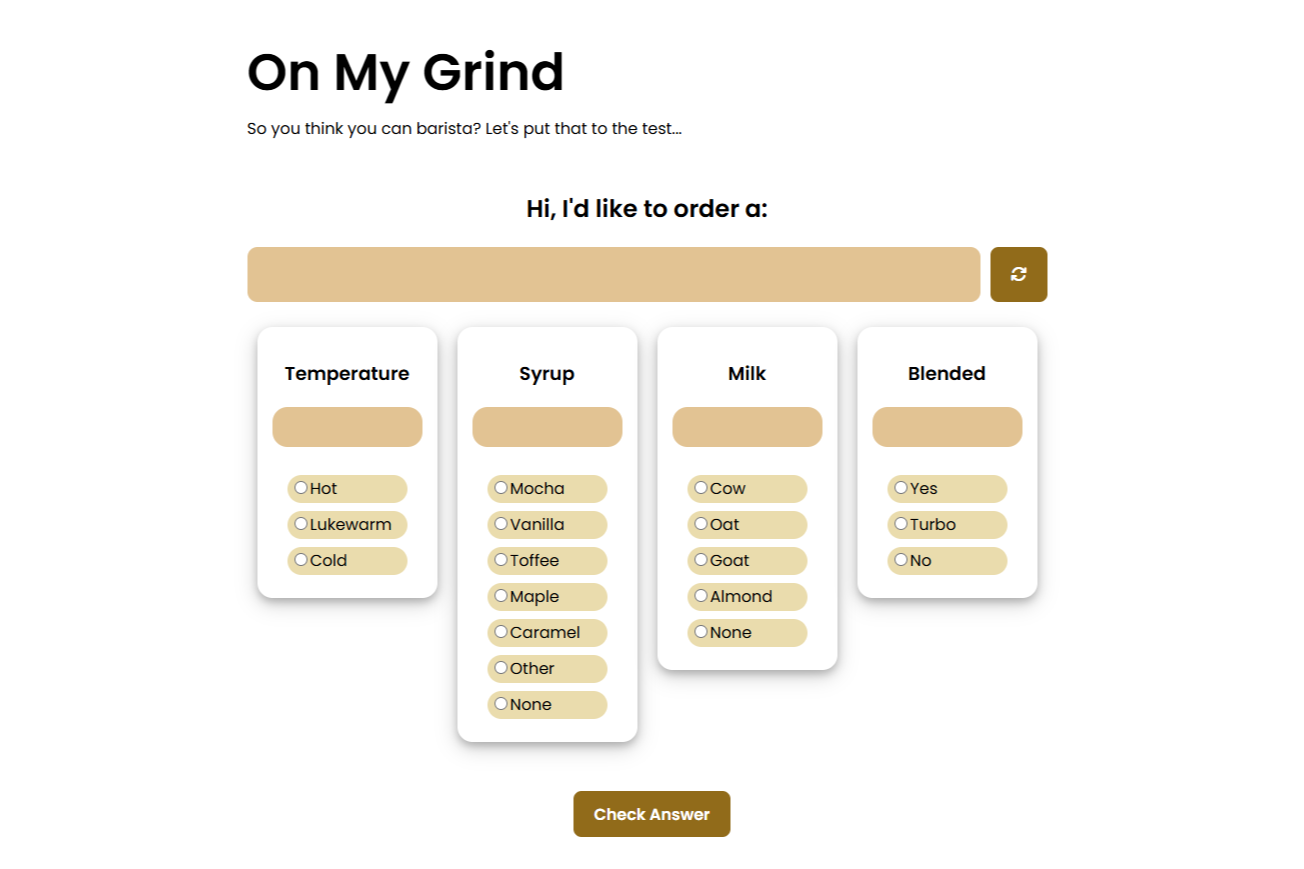 On My Grind
So you think you can barista? Let's put that to the test...
Hi, I'd like to order a:
Temperature
Hot
Lukewarm
Cold
Syrup
Mocha
Vanilla
Toffee
Maple
Caramel
Other
None
Milk
Cow
Oat
Goat
Almond
None
Blended
Yes
Turbo
No
Check Answer